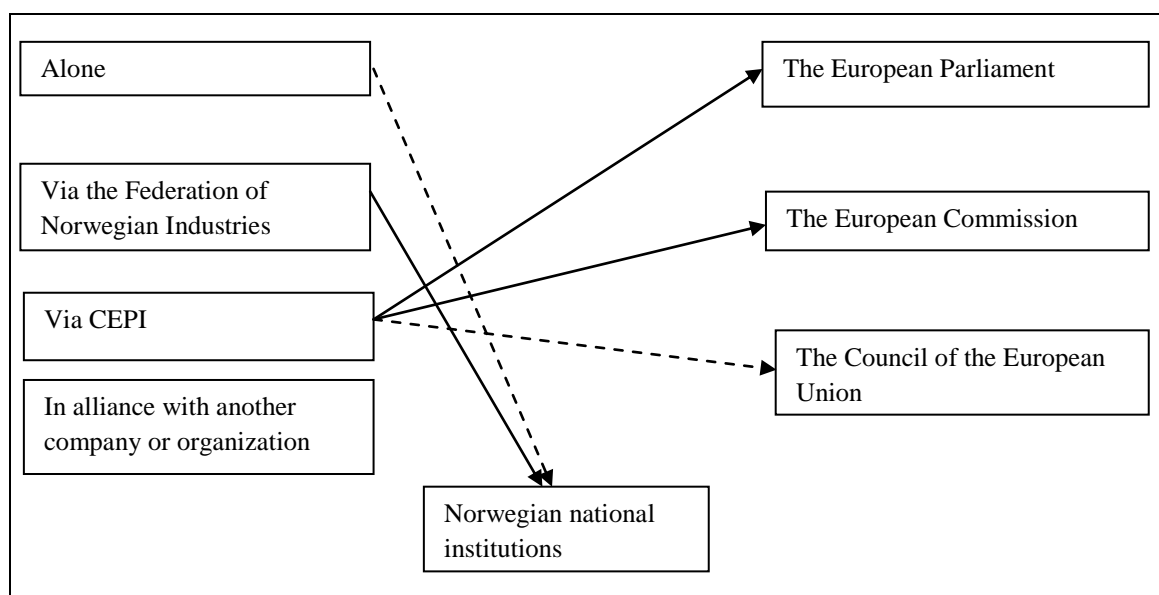 Alone
Via the Federation of
Norwegian Industries
Via CEPI
In alliance with another
company or organization
The European Parliament
The European Commission
The Council of the European
Union
Norwegian national
institutions